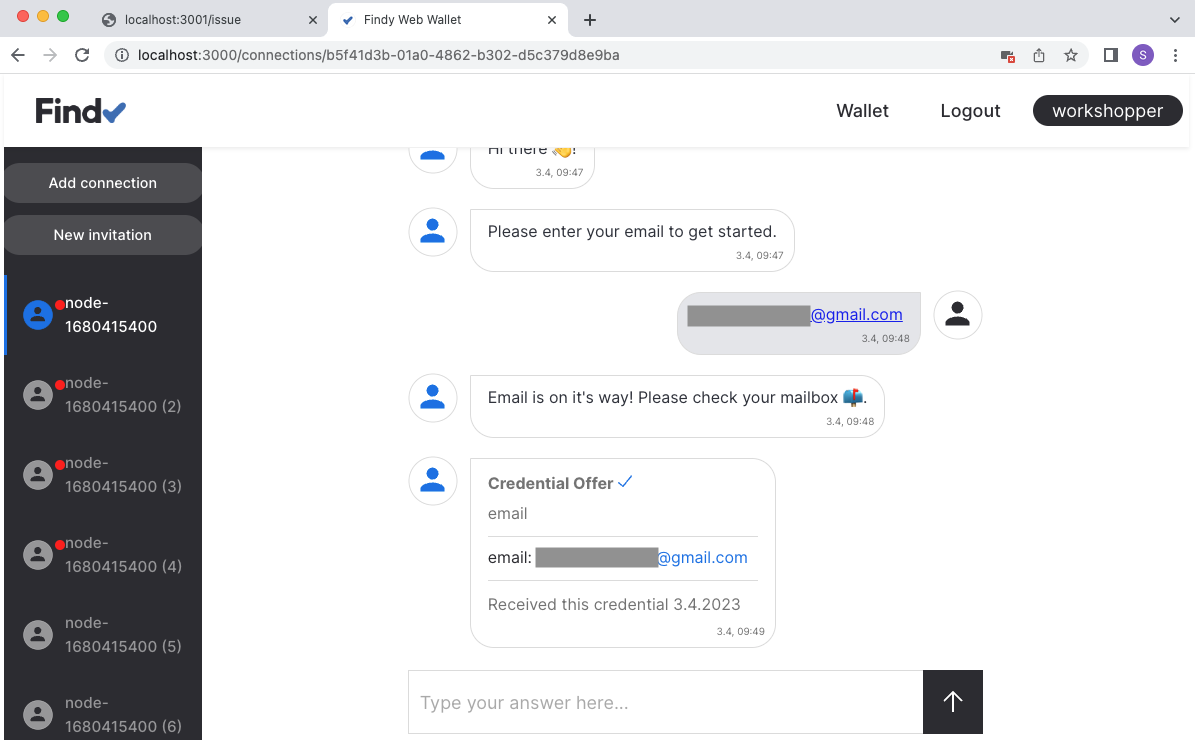 localhost:3001/issue
Findy Web Wallet
localhost:3000/connections/b5f41d3b-01a0-4862-b302-d5c379d8e9ba
S
Find
Wallet
Logout
workshopper
Add connection
New invitation
node-
1680415400
node-
1680415400 (2)
node-
1680415400 (3)
node-
1680415400 (4)
node-
1680415400 (5)
node-
1680415400 (6)
Hi there 👋!
3.4, 09:47
Please enter your email to get started.
3.4, 09:47
@gmail.com
3.4, 09:48
Email is on it's way! Please check your mailbox 📫.
3.4, 09:48
Credential Offer
email
email: @gmail.com
Received this credential 3.4.2023
3.4, 09:49
Type your answer here...